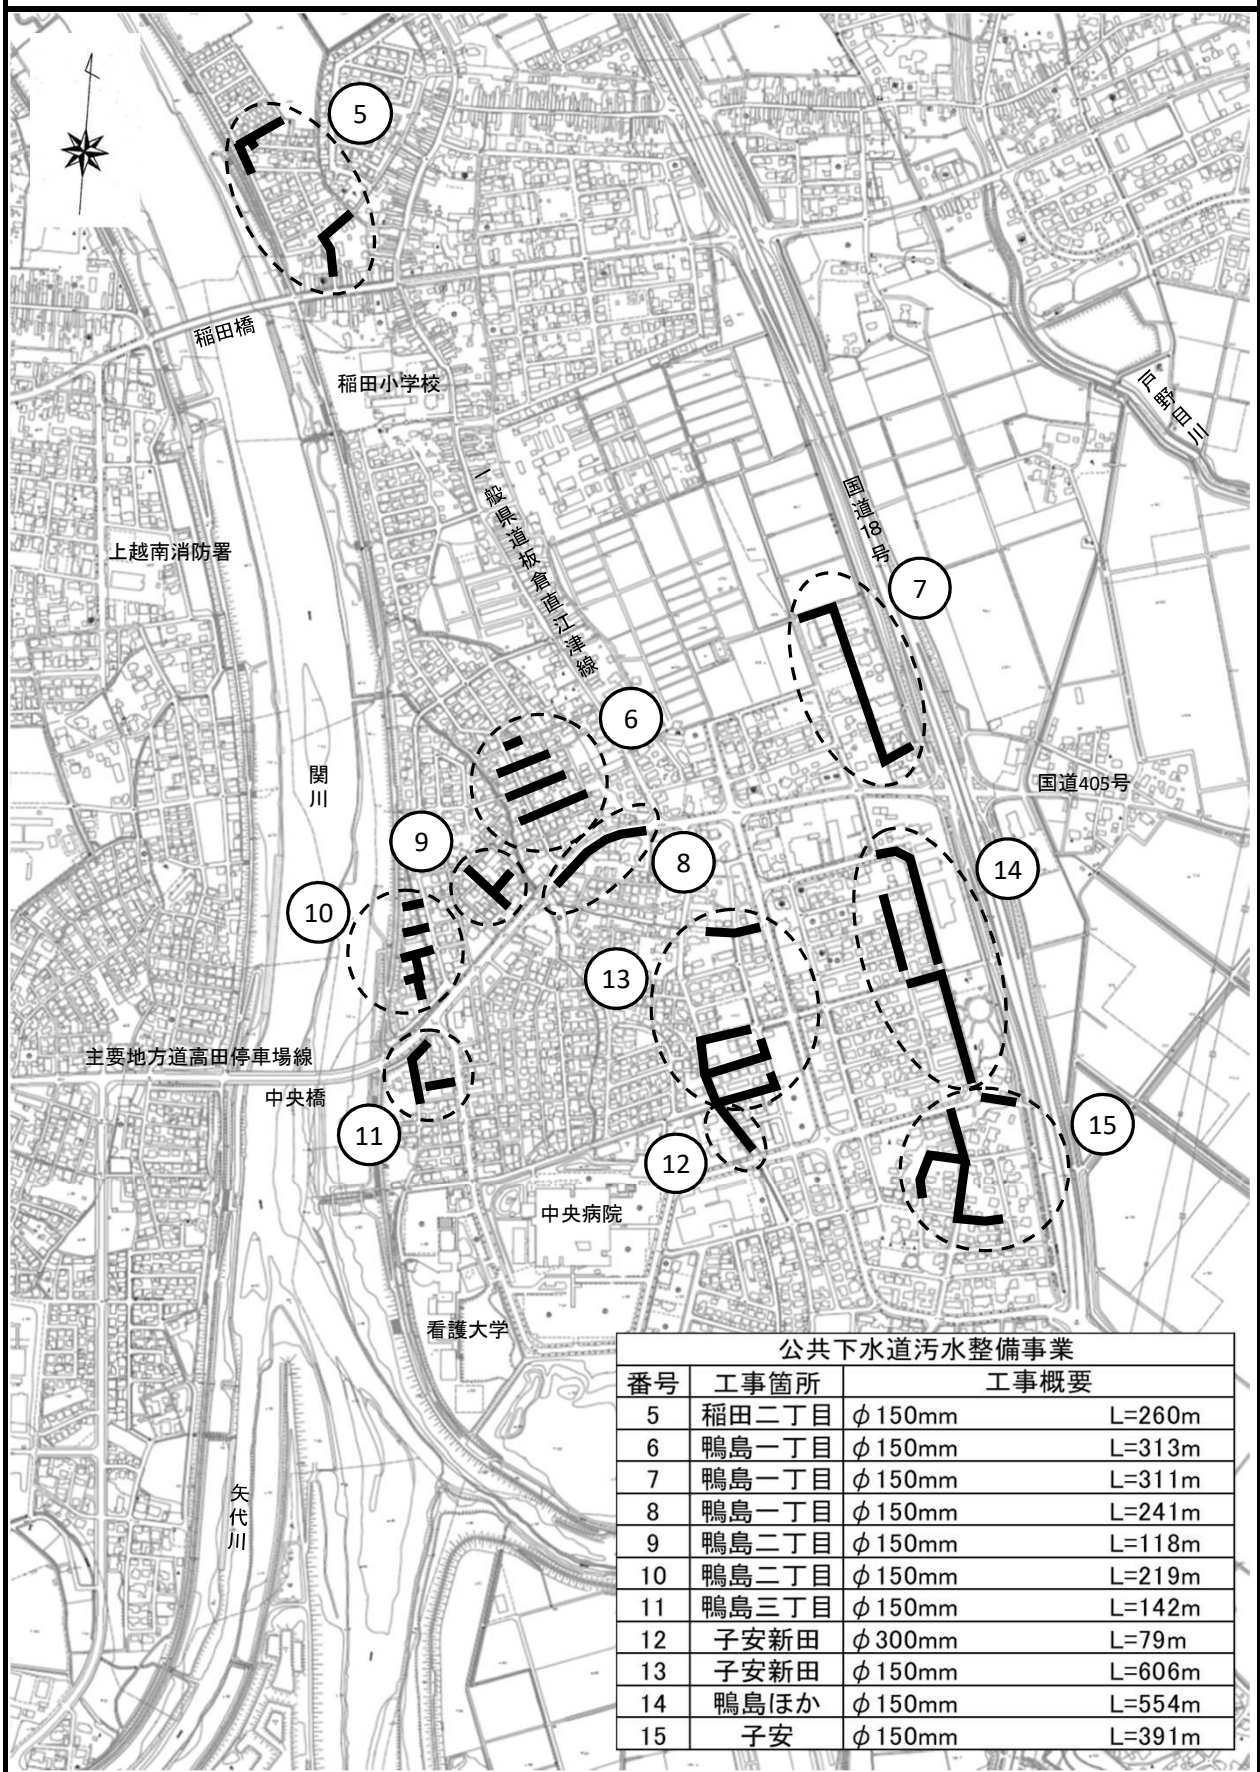 5
稲田橋
稲田小学校
戸野目川
一般県道板倉直江津線
国道18号
上越南消防署
7
6
関川
国道405号
9
8
14
10
13
主要地方道高田停車場線
中央橋
11
12
15
中央病院
看護大学
矢代川
公共下水道汚水整備事業
番号 工事箇所 工事概要
5 稲田二丁目 φ150mm L=260m
6 鴨島一丁目 φ150mm L=313m
7 鴨島一丁目 φ150mm L=311m
8 鴨島一丁目 φ150mm L=241m
9 鴨島二丁目 φ150mm L=118m
10 鴨島二丁目 φ150mm L=219m
11 鴨島三丁目 φ150mm L=142m
12 子安新田 φ300mm L=79m
13 子安新田 φ150mm L=606m
14 鴨島ほか φ150mm L=554m
15 子安 φ150mm L=391m